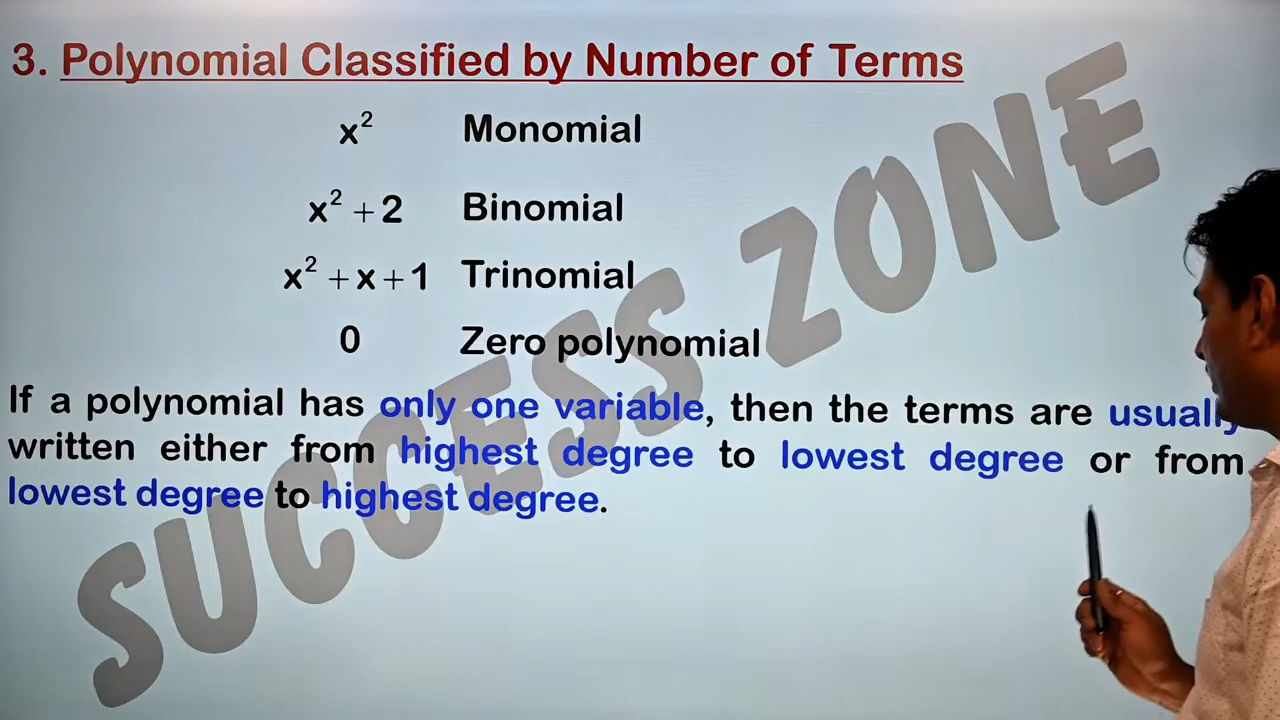 3. Polynomial Classified by Number of Terms
x² Monomial
x² + 2 Binomial
x² + x + 1 Trinomial
0 Zero polynomial
If a polynomial has only one variable, then the terms are usually
written either from highest degree to lowest degree or from
lowest degree to highest degree.
SUCCESS ZONE